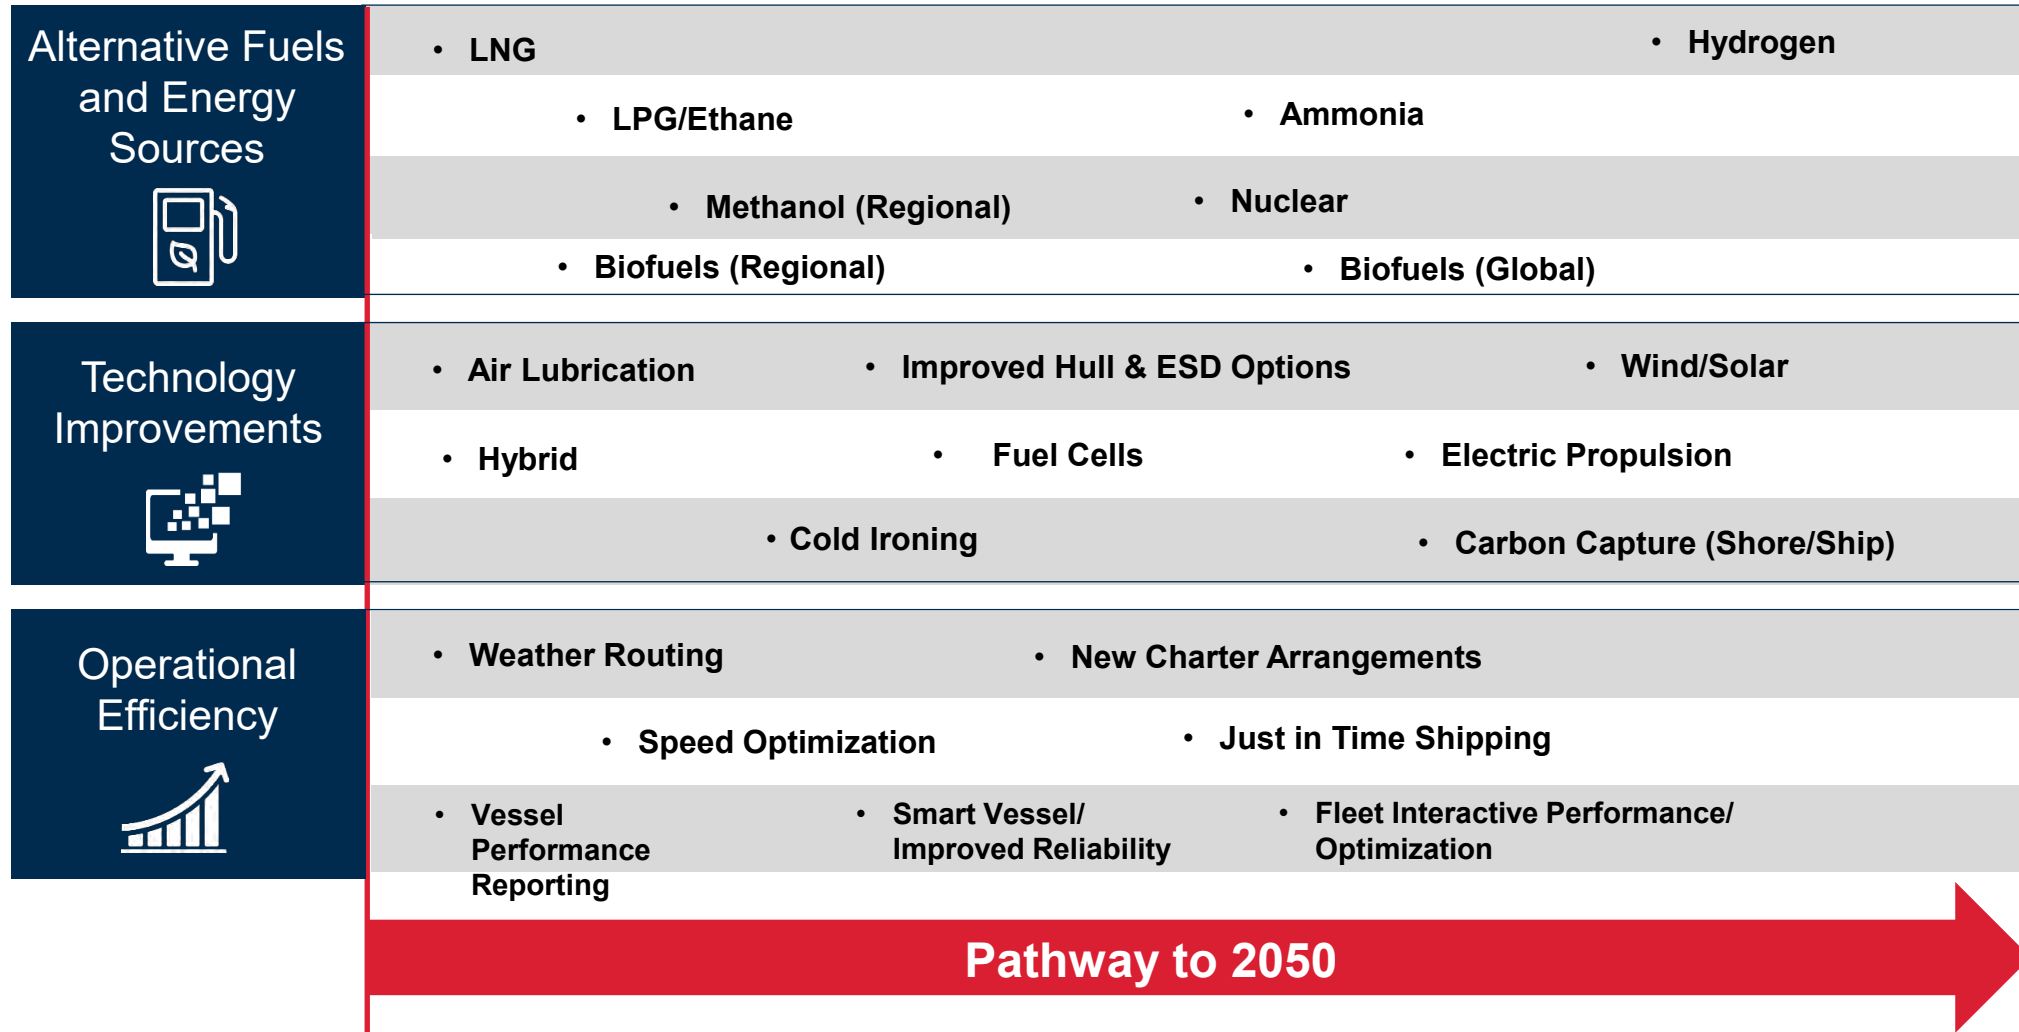 Alternative Fuels
and Energy
Sources
• LNG
• Hydrogen
• LPG/Ethane
• Ammonia
• Methanol (Regional)
• Nuclear
• Biofuels (Regional)
• Biofuels (Global)
Technology
Improvements
• Air Lubrication
• Improved Hull & ESD Options
• Wind/Solar
• Hybrid
• Fuel Cells
• Electric Propulsion
• Cold Ironing
• Carbon Capture (Shore/Ship)
Operational
Efficiency
• Weather Routing
• New Charter Arrangements
• Speed Optimization
• Just in Time Shipping
• Vessel
Performance
Reporting
• Smart Vessel/
Improved Reliability
• Fleet Interactive Performance/
Optimization
Pathway to 2050